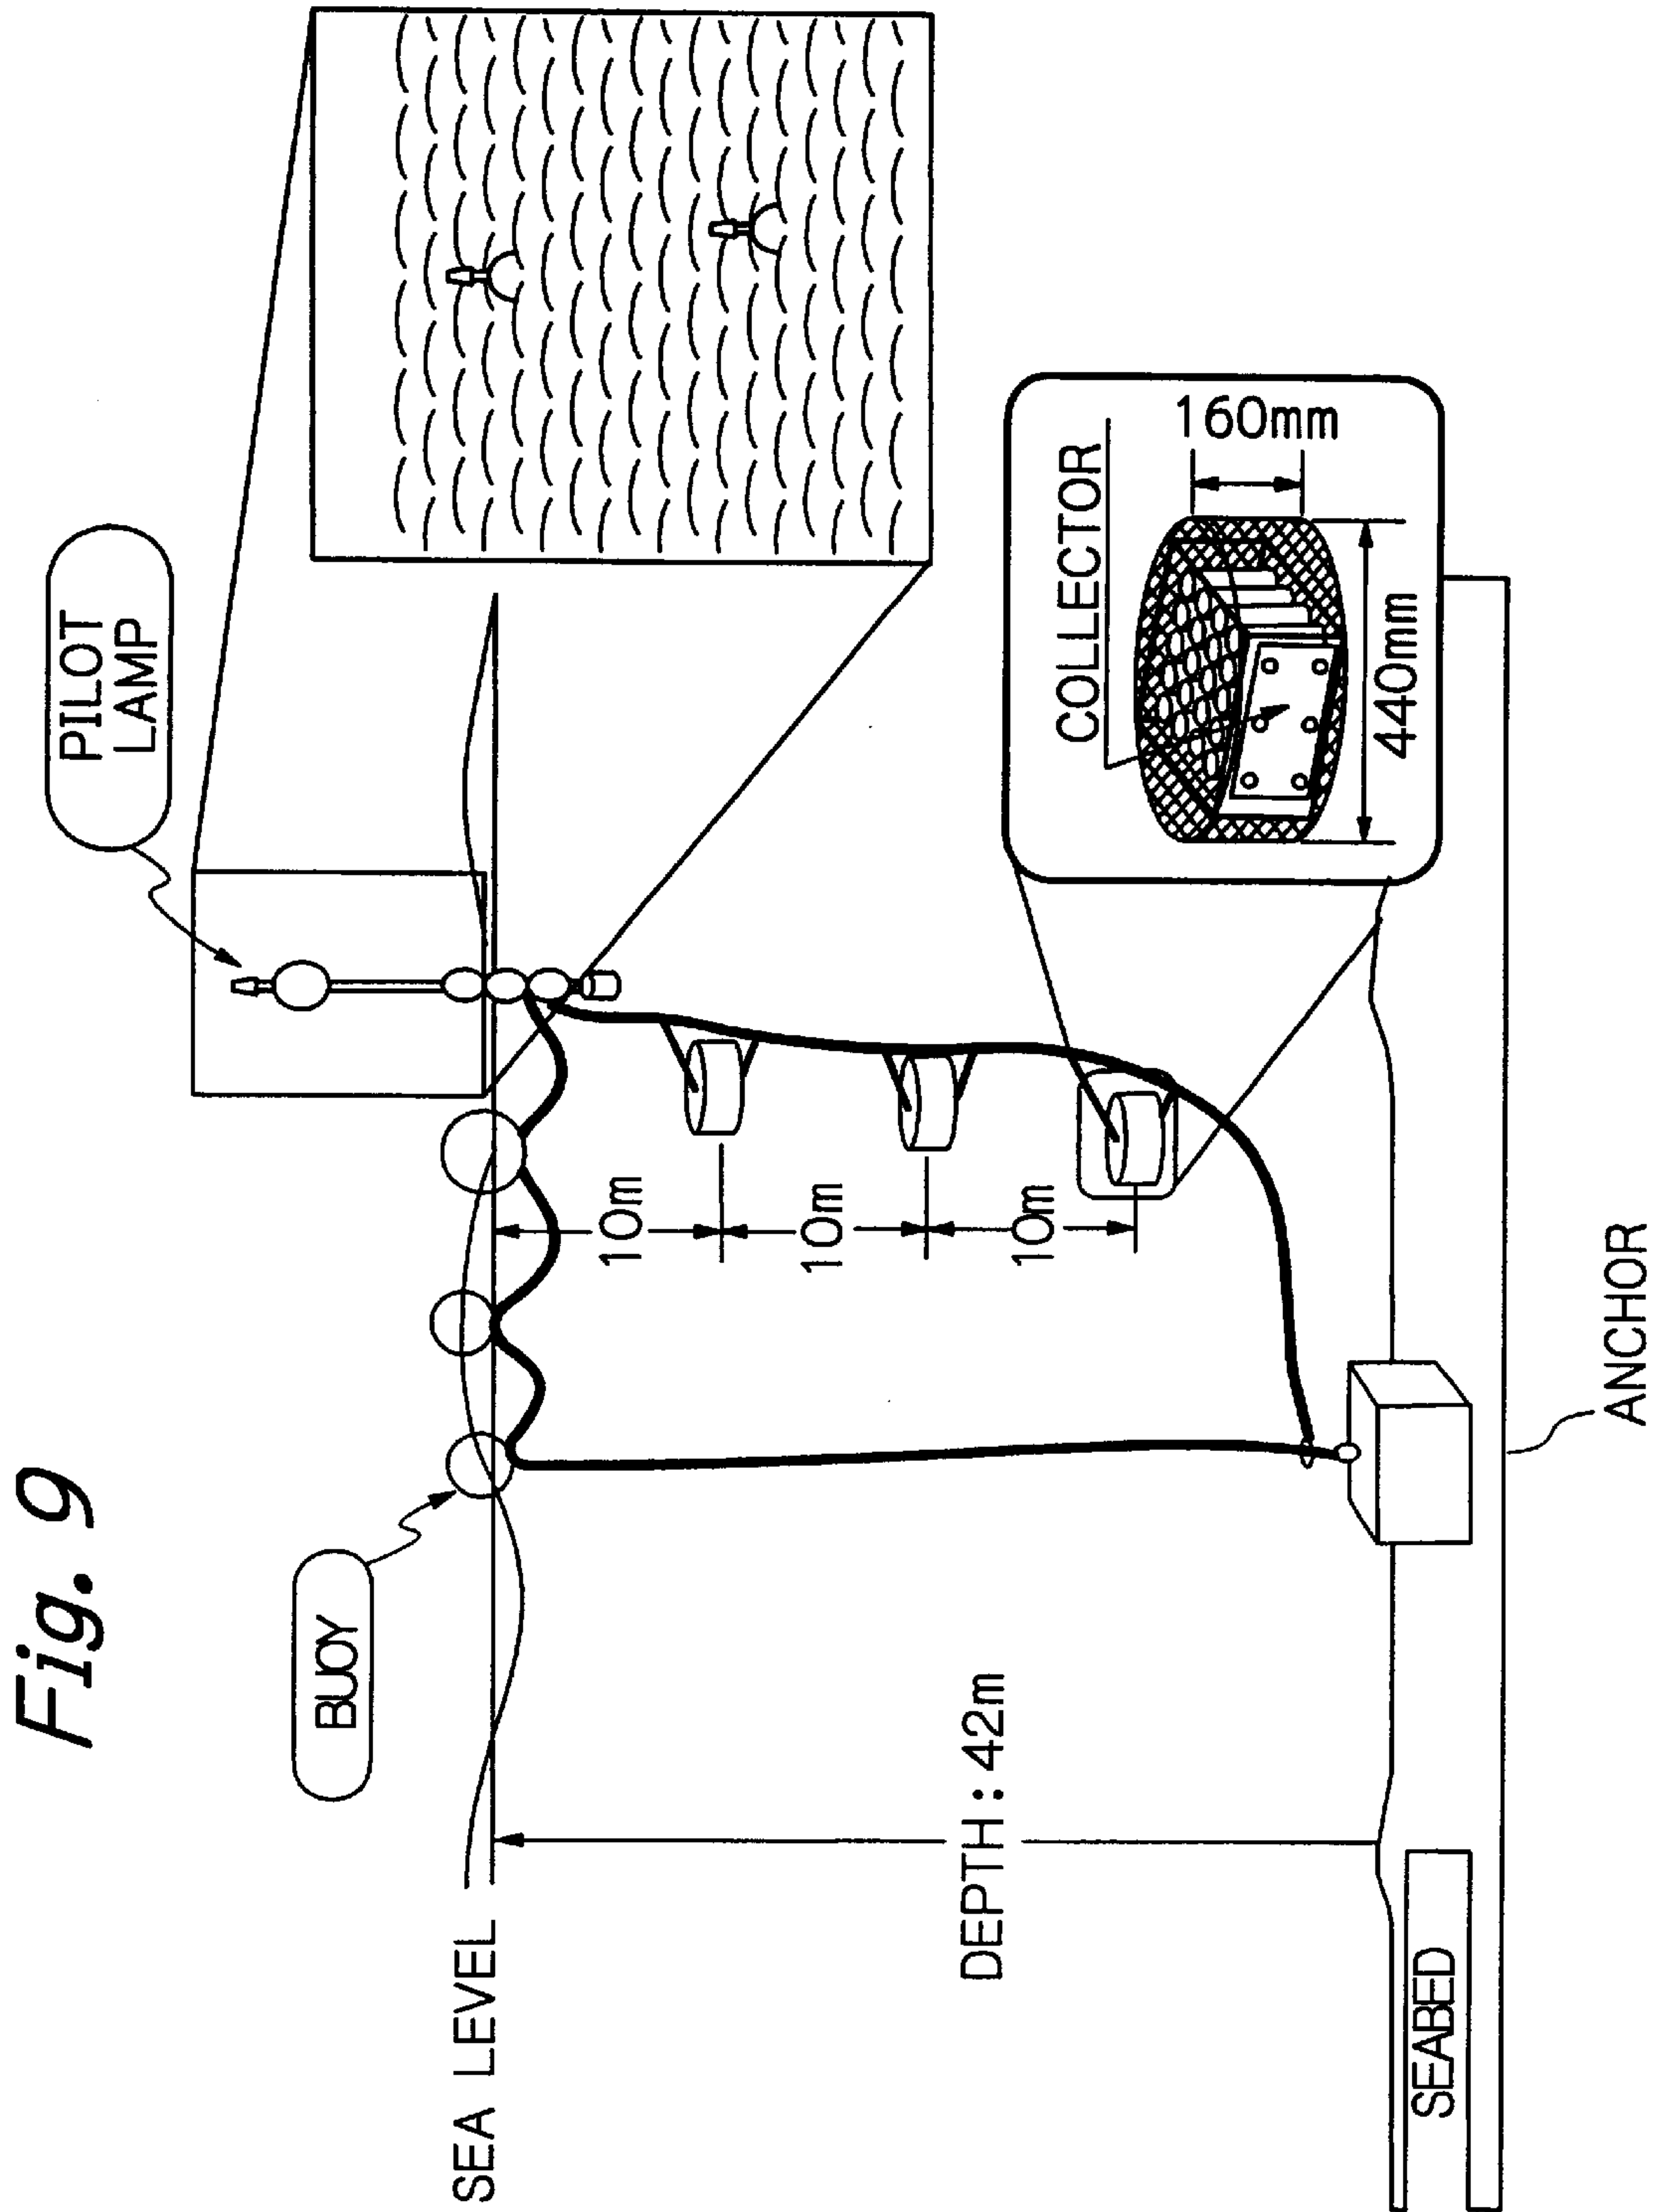 Fig. 9
PILOT
LAMP
BUOY
SEA LEVEL
10m
10m
10m
DEPTH : 42m
COLLECTOR
160mm
440mm
SEABED
ANCHOR